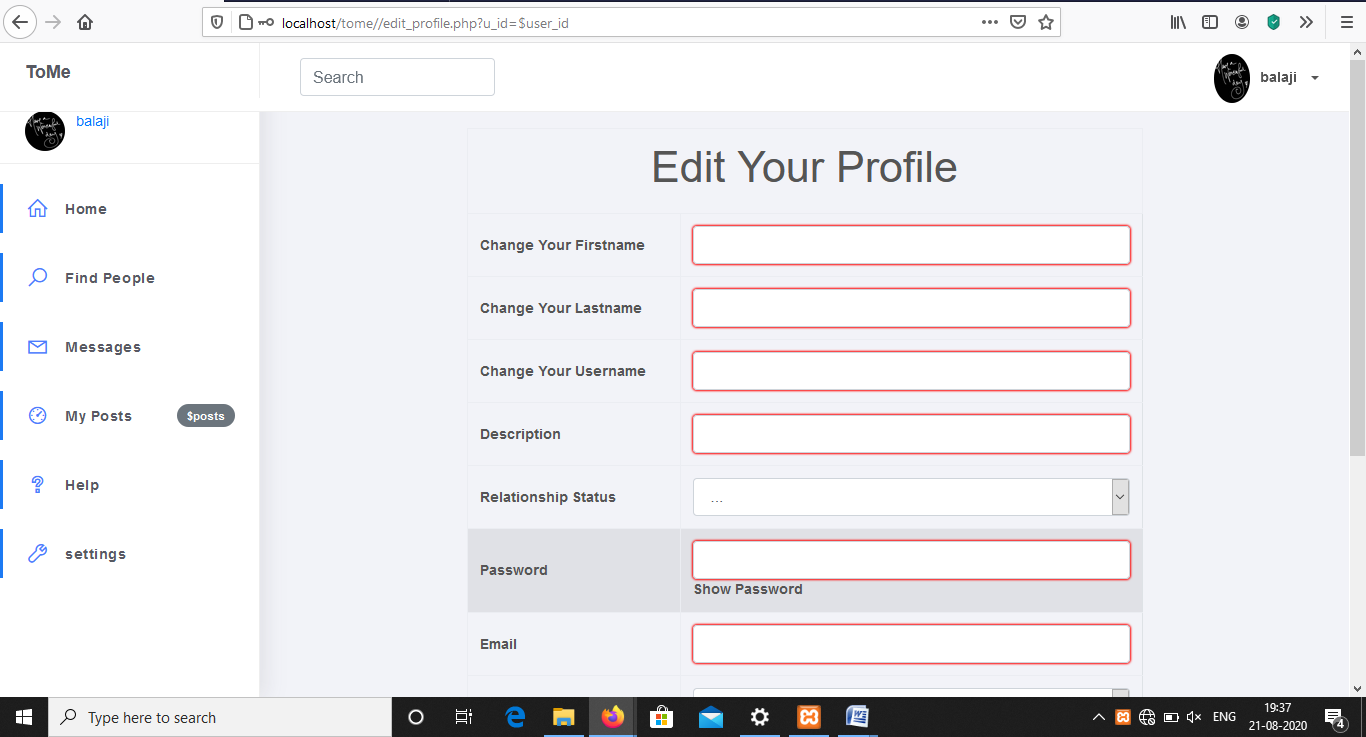 localhost/tome//edit_profile.php?u_id=$user_id
ToMe
Search
balaji
balaji
Home
Find People
Messages
My Posts
$posts
Help
settings
Edit Your Profile
Change Your Firstname
Change Your Lastname
Change Your Username
Description
Relationship Status
...
Password
Show Password
Email
Type here to search
ENG
19:37
21-08-2020
4